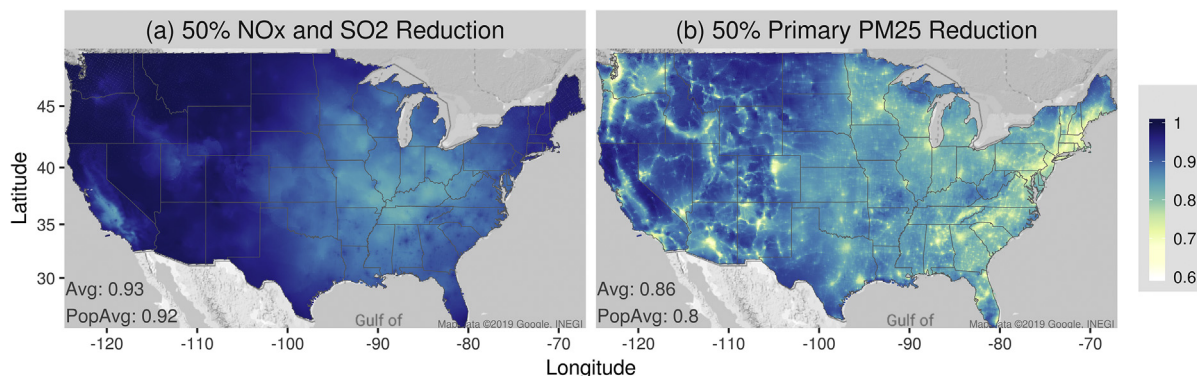 (a) 50% NOx and SO2 Reduction
(b) 50% Primary PM25 Reduction
Latitude
45
40
35
30
Avg: 0.93
PopAvg: 0.92
Gulf of
Map data ©2019 Google, INEGI
Avg: 0.86
PopAvg: 0.8
Gulf of
Map data ©2019 Google, INEGI
-120
-110
-100
-90
-80
-70
-120
-110
-100
-90
-80
-70
Longitude
1
0.9
0.8
0.7
0.6